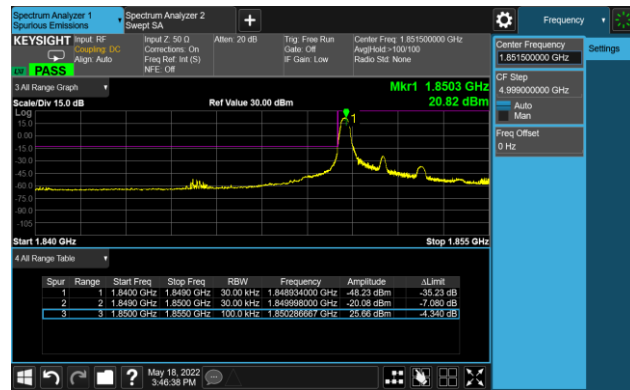 Spectrum Analyzer 1
Spurious Emissions
Spectrum Analyzer 2
Swept SA
+
Frequency
KEYSIGHT
Input: RF
Coupling: DC
Align: Auto
Input Z: 50 Ω
Corrections: On
Freq Ref: Int (S)
NFE: Off
Atten: 20 dB
Trig: Free Run
Gate: Off
IF Gain: Low
Center Freq: 1.851500000 GHz
Avg|Hold:>100/100
Radio Std: None
PASS
Center Frequency
1.851500000 GHz
Settings
CF Step
4.999000000 GHz
Auto
Man
Freq Offset
0 Hz
3 All Range Graph
Mkr1 1.8503 GHz
20.82 dBm
Scale/Div 15.0 dB
Ref Value 30.00 dBm
Log
15.0
0.00
-15.0
-30.0
-45.0
-60.0
-75.0
-90.0
-105
1
Start 1.840 GHz
Stop 1.855 GHz
4 All Range Table
Spur Range Start Freq Stop Freq RBW Frequency Amplitude ΔLimit
1 1 1.8400 GHz 1.8490 GHz 30.00 kHz 1.848934000 GHz -48.23 dBm -35.23 dB
2 2 1.8490 GHz 1.8500 GHz 30.00 kHz 1.849998000 GHz -20.08 dBm -7.080 dB
3 3 1.8500 GHz 1.8550 GHz 100.0 kHz 1.850286667 GHz 25.66 dBm -4.340 dB
?
May 18, 2022
3:46:38 PM